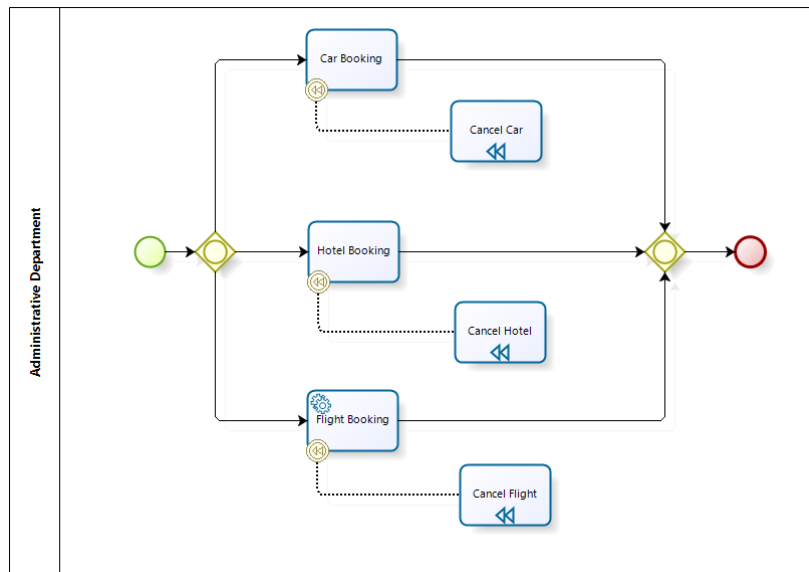 Administrative Department
Car Booking
Cancel Car
Hotel Booking
Cancel Hotel
Flight Booking
Cancel Flight